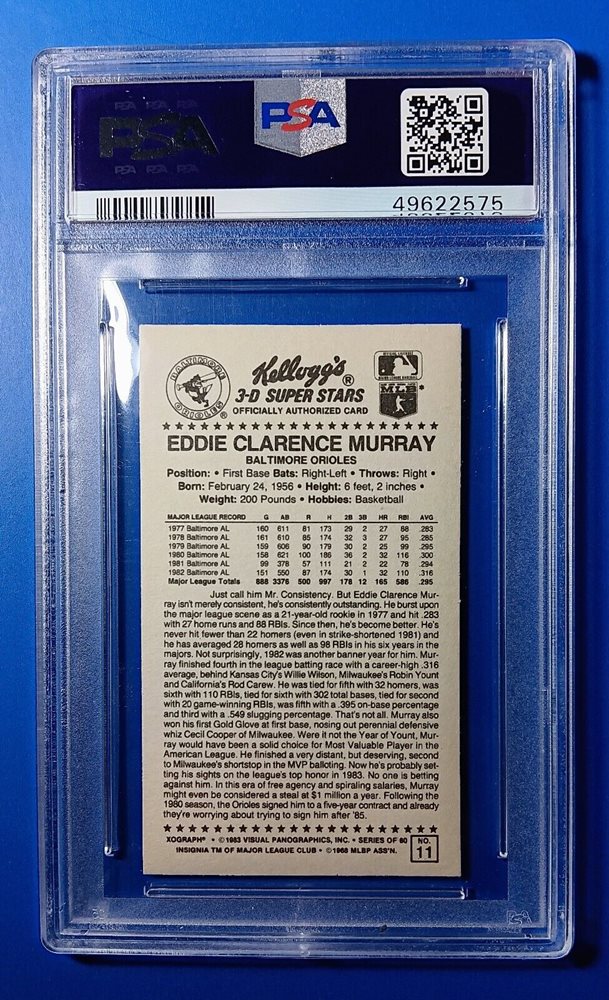 PSA PSA PSA
PSA
PSA PSA PSA
PSA
49622575
BALTIMORE
ORIOLES ®
Kellogg's ®
3-D SUPER STARS
OFFICIALLY AUTHORIZED CARD
MLB
EDDIE CLARENCE MURRAY
BALTIMORE ORIOLES
Position: • First Base Bats: Right-Left • Throws: Right •
Born: February 24, 1956 • Height: 6 feet, 2 inches •
Weight: 200 Pounds • Hobbies: Basketball
MAJOR LEAGUE RECORD G AB R H 2B 3B HR RBI AVG
1977 Baltimore AL 160 611 81 173 29 2 27 88 .283
1978 Baltimore AL 161 610 85 174 32 3 27 95 .285
1979 Baltimore AL 159 606 90 179 30 2 25 99 .295
1980 Baltimore AL 158 621 100 186 36 2 32 116 .300
1981 Baltimore AL 99 378 57 111 21 2 22 78 .294
1982 Baltimore AL 151 550 87 174 30 1 32 110 .316
Major League Totals 888 3376 500 997 178 12 165 586 .295
Just call him Mr. Consistency. But Eddie Clarence Mur-
ray isn't merely consistent, he's consistently outstanding. He burst upon
the major league scene as a 21-year-old rookie in 1977 and hit .283
with 27 home runs and 88 RBIs. Since then, he's become better. He's
never hit fewer than 22 homers (even in strike-shortened 1981) and
he has averaged 28 homers as well as 98 RBIs in his six years in the
majors. Not surprisingly, 1982 was another banner year for him. Mur-
ray finished fourth in the league batting race with a career-high .316
average, behind Kansas City's Willie Wilson, Milwaukee's Robin Yount
and California's Rod Carew. He was tied for fifth with 32 homers, was
sixth with 110 RBIs, tied for sixth with 302 total bases, tied for second
with 20 game-winning RBIs, was fifth with a .395 on-base percentage
and third with a .549 slugging percentage. That's not all. Murray also
won his first Gold Glove at first base, nosing out perennial defensive
whiz Cecil Cooper of Milwaukee. Were it not the Year of Yount, Mur-
ray would have been a solid choice for Most Valuable Player in the
American League. He finished a very distant, but deserving, second
to Milwaukee's shortstop in the MVP balloting. Now he's probably set-
ting his sights on the league's top honor in 1983. No one is betting
against him. In this era of free agency and spiraling salaries, Murray
might even be considered a steal at $1 million a year. Following the
1980 season, the Orioles signed him to a five-year contract and already
they're worrying about trying to sign him after '85.
XOGRAPH® • ©1983 VISUAL PANOGRAPHICS, INC. • SERIES OF 60
INSIGNIA TM OF MAJOR LEAGUE CLUB • ©1968 MLBP ASS'N.
NO.
11
PSA